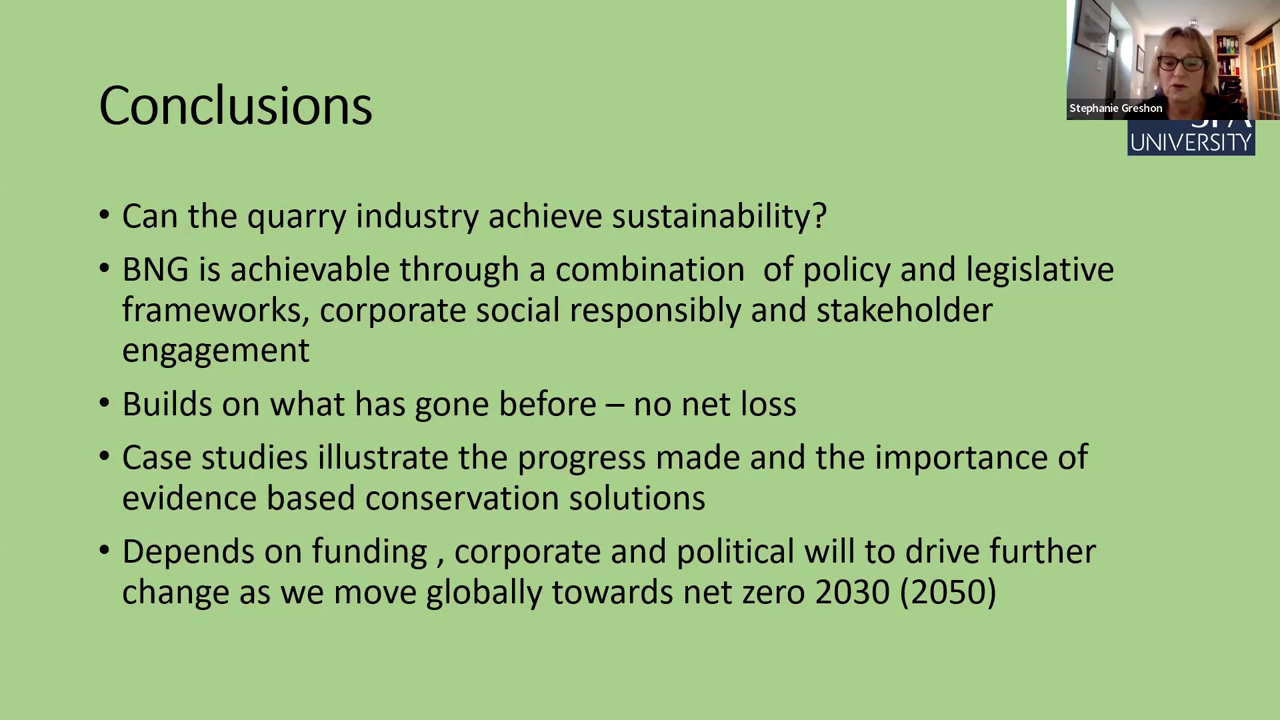 Conclusions
Stephanie Greshon
UNIVERSITY
• Can the quarry industry achieve sustainability?
• BNG is achievable through a combination  of policy and legislative
frameworks, corporate social responsibly and stakeholder
engagement
• Builds on what has gone before – no net loss
• Case studies illustrate the progress made and the importance of
evidence based conservation solutions
• Depends on funding , corporate and political will to drive further
change as we move globally towards net zero 2030 (2050)